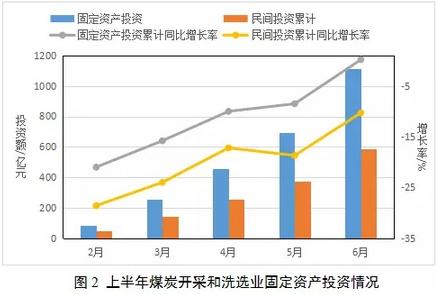 固定资产投资 民间投资累计
固定资产投资累计同比增长率 民间投资累计同比增长率
1200
1000
800
600
400
200
0
投资额/亿元
-5
-15
-25
-35
增长率/%
2月 3月 4月 5月 6月
图 2 上半年煤炭开采和洗选业固定资产投资情况